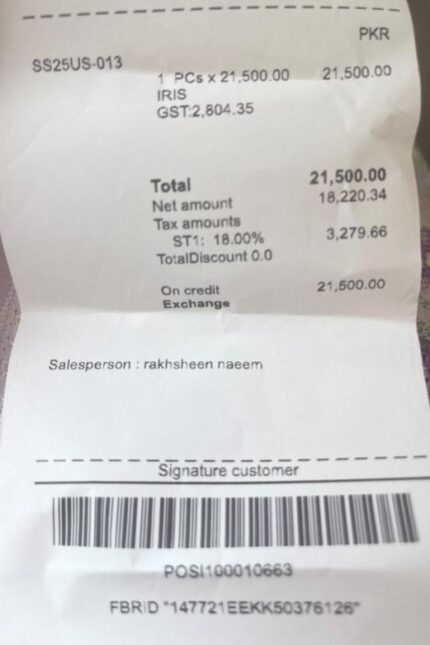 PKR
SS25US-013
1 PCs x 21,500.00 21,500.00
IRIS
GST:2,804.35
Total 21,500.00
Net amount 18,220.34
Tax amounts
ST1: 18.00% 3,279.66
TotalDiscount 0.0
On credit 21,500.00
Exchange
Salesperson : rakhsheen naeem
Signature customer
POSI100010663
FBRID "147721EEKK50376126"